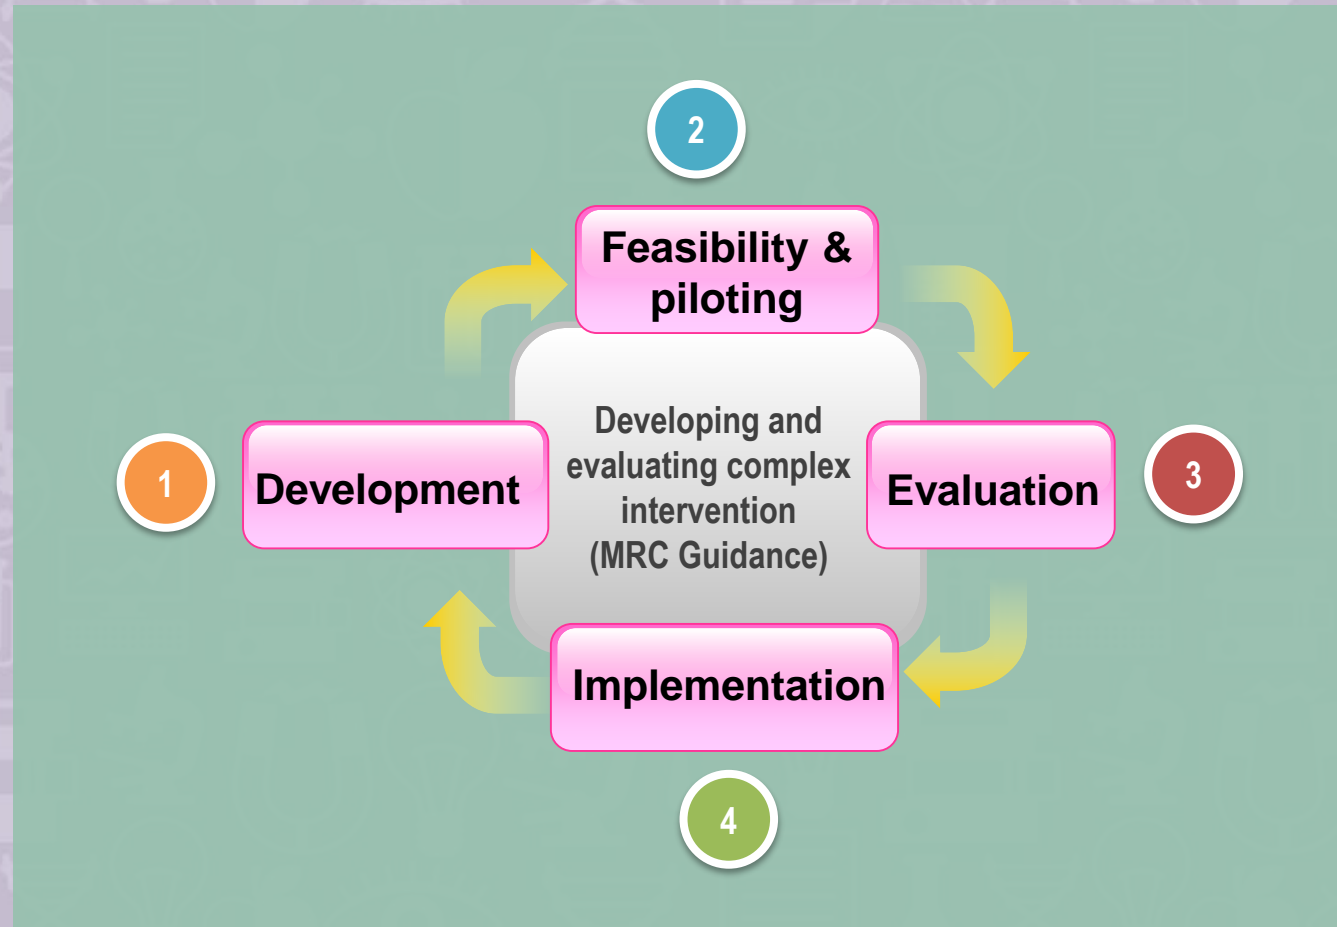 2
Feasibility &
piloting
Developing and
evaluating complex
intervention
(MRC Guidance)
1
Development
Evaluation
3
Implementation
4